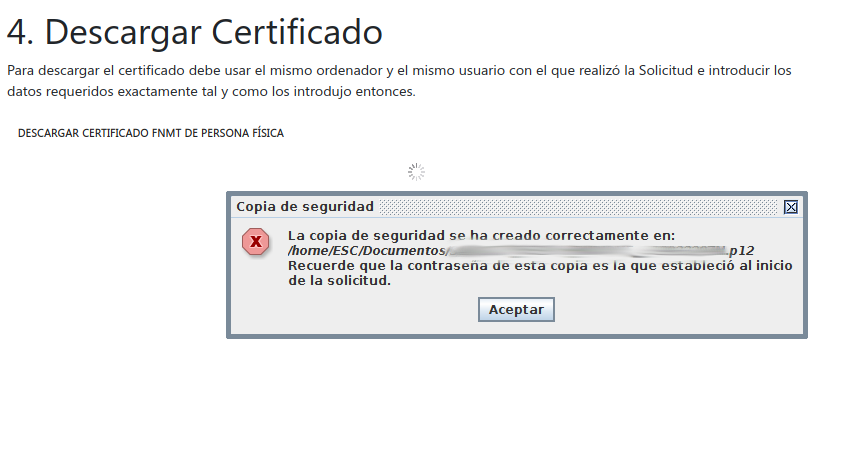 4. Descargar Certificado
Para descargar el certificado debe usar el mismo ordenador y el mismo usuario con el que realizó la Solicitud e introducir los
datos requeridos exactamente tal y como los introdujo entonces.
DESCARGAR CERTIFICADO FNMT DE PERSONA FÍSICA
Copia de seguridad
La copia de seguridad se ha creado correctamente en:
/home/ESC/Documentos/ .p12
Recuerde que la contraseña de esta copia es la que estableció al inicio
de la solicitud.
Aceptar